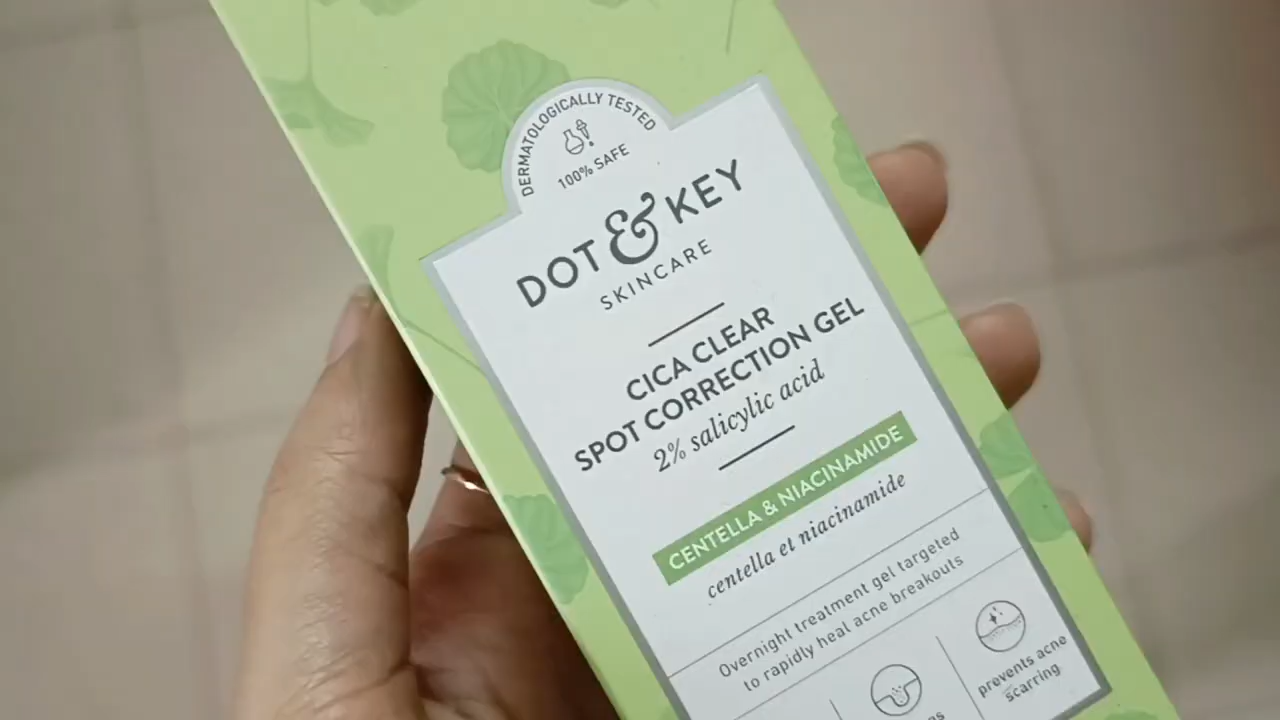 DERMATOLOGICALLY TESTED
100% SAFE
DOT & KEY
SKINCARE
CICA CLEAR
SPOT CORRECTION GEL
2% salicylic acid
CENTELLA & NIACINAMIDE
centella et niacinamide
Overnight treatment gel targeted
to rapidly heal acne breakouts
prevents acne
scarring